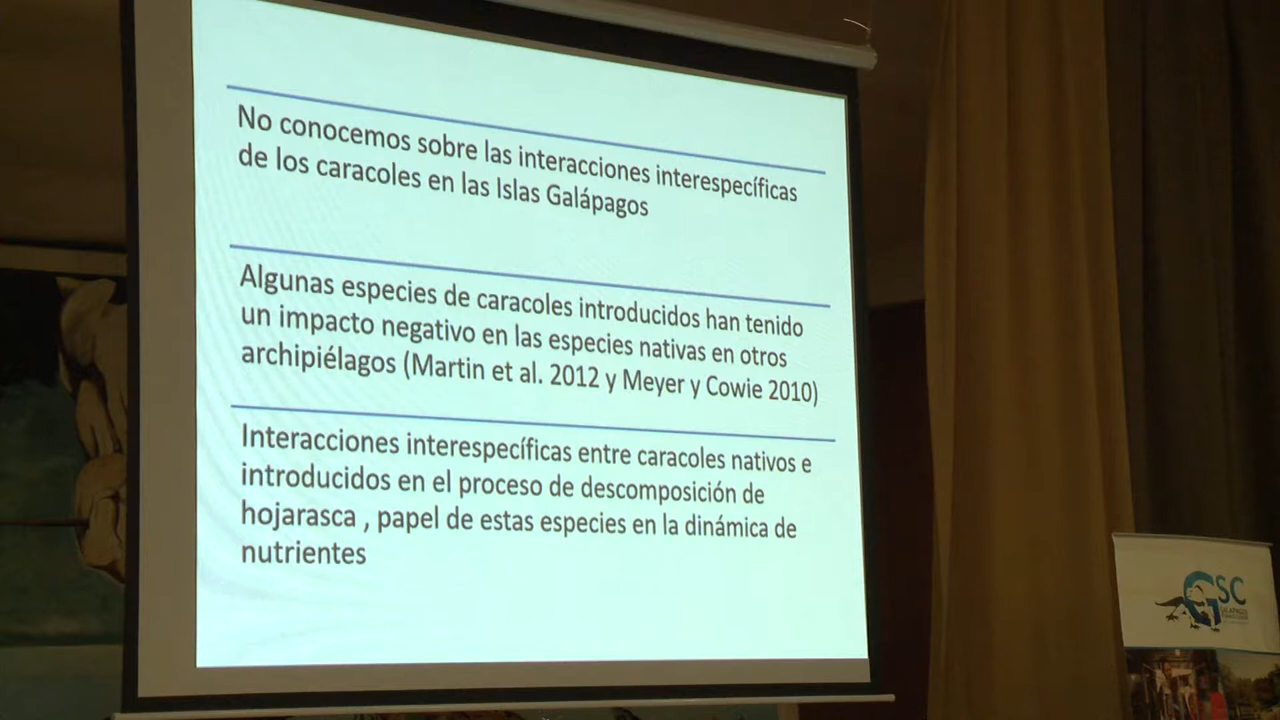 No conocemos sobre las interacciones interespecíficas
de los caracoles en las Islas Galápagos
Algunas especies de caracoles introducidos han tenido
un impacto negativo en las especies nativas en otros
archipiélagos (Martin et al. 2012 y Meyer y Cowie 2010)
Interacciones interespecíficas entre caracoles nativos e
introducidos en el proceso de descomposición de
hojarasca , papel de estas especies en la dinámica de
nutrientes
GSC
GALAPAGOS